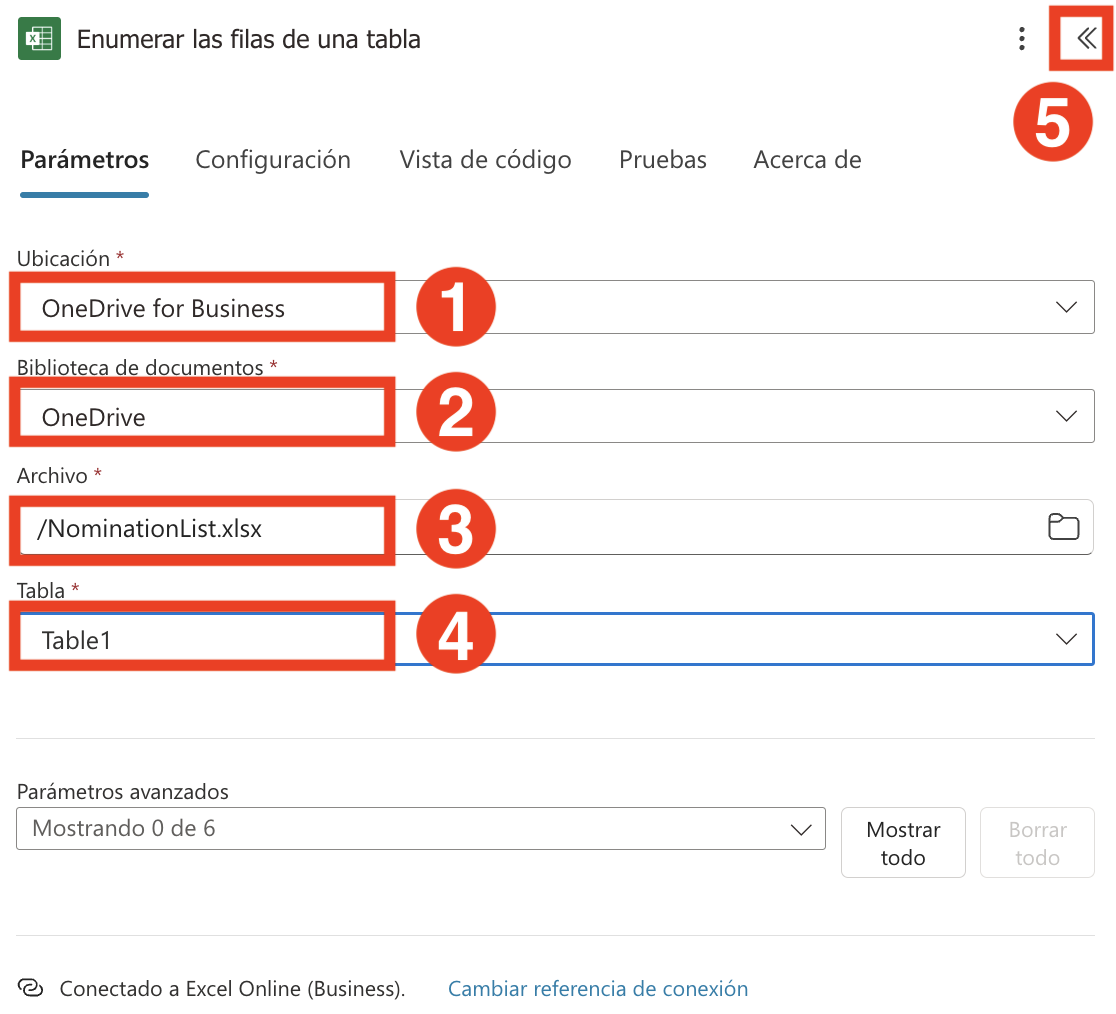 Enumerar las filas de una tabla
5
Parámetros Configuración Vista de código Pruebas Acerca de
Ubicación *
OneDrive for Business
1
Biblioteca de documentos *
OneDrive
2
Archivo *
/NominationList.xlsx
3
Tabla *
Table1
4
Parámetros avanzados
Mostrando 0 de 6
Mostrar
todo
Borrar
todo
Conectado a Excel Online (Business). Cambiar referencia de conexión